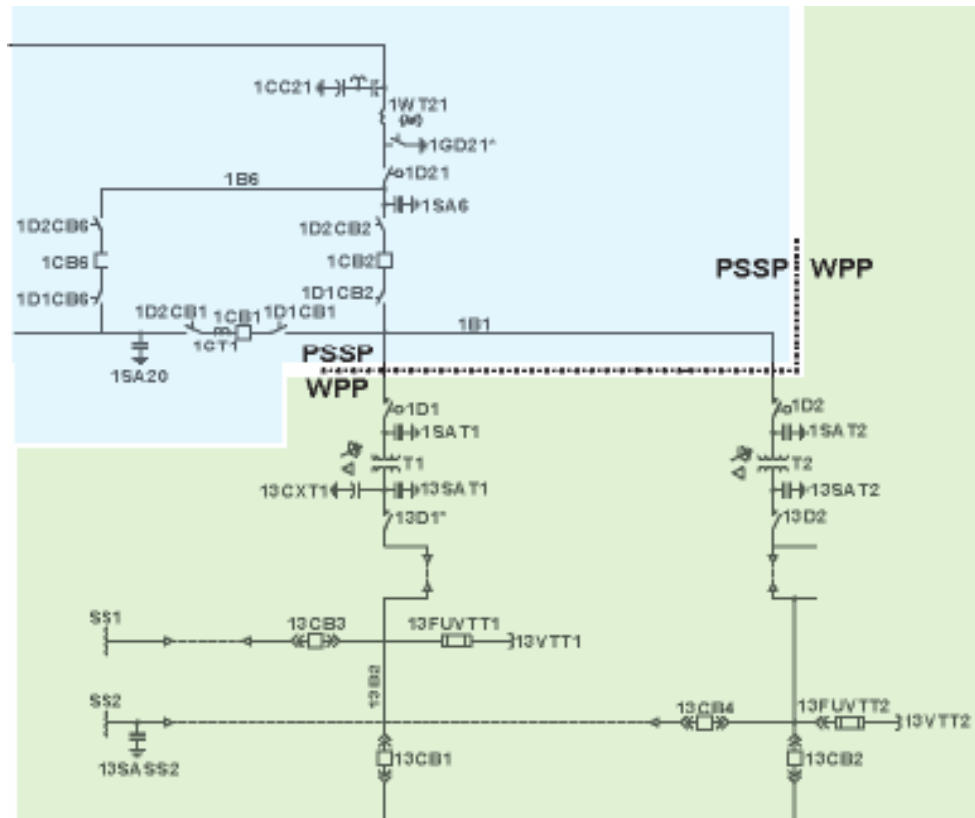 1CC21
1WT21
1GD21*
1D21
1B6
1SA6
1D2CB6
1D2CB2
1CB6
1CB2
PSSP WPP
1D1CB6
1D1CB2
1D2CB1 1CB1 1D1CB1
1B1
1CT1
PSSP
1SA20
WPP
1D1
1D2
1SAT1
1SAT2
T1
T2
13CXT1
13SAT1
13SAT2
13D1*
13D2
SS1
13CB3
13FUVTT1
13VTT1
13B2
SS2
13CB4
13FUVTT2
13VTT2
13SASS2
13CB1
13CB2